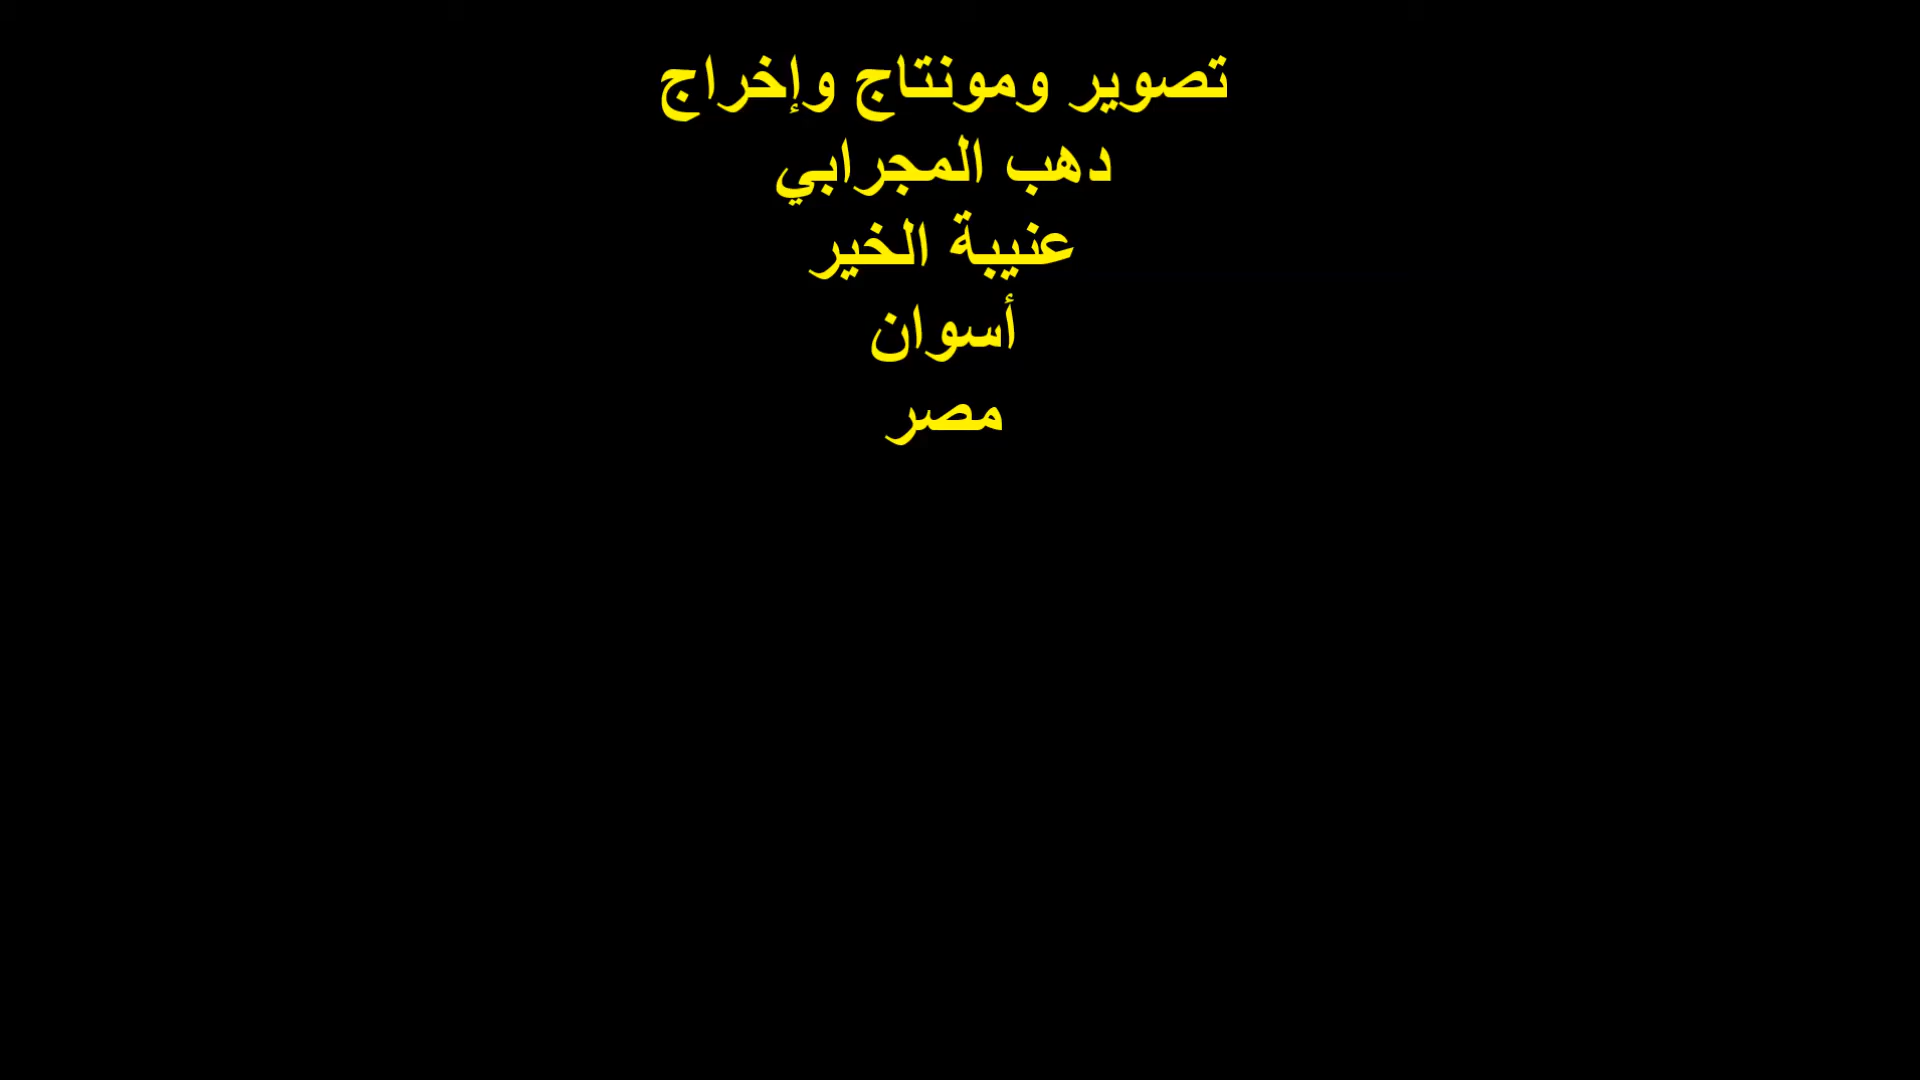 تصوير ومونتاج وإخراج
دهب المجرابي
عنيبة الخير
أسوان
مصر